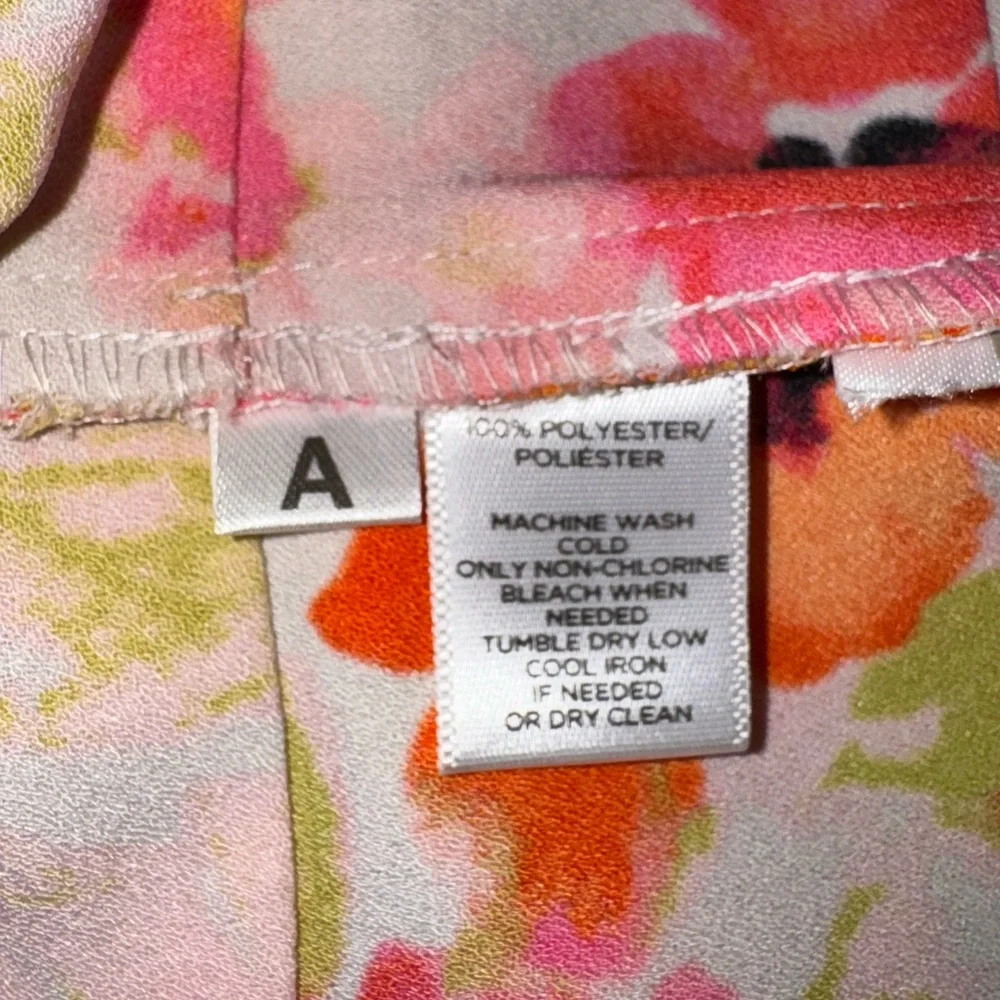 A
100% POLYESTER/
POLIÉSTER
MACHINE WASH
COLD
ONLY NON-CHLORINE
BLEACH WHEN
NEEDED
TUMBLE DRY LOW
COOL IRON
IF NEEDED
OR DRY CLEAN